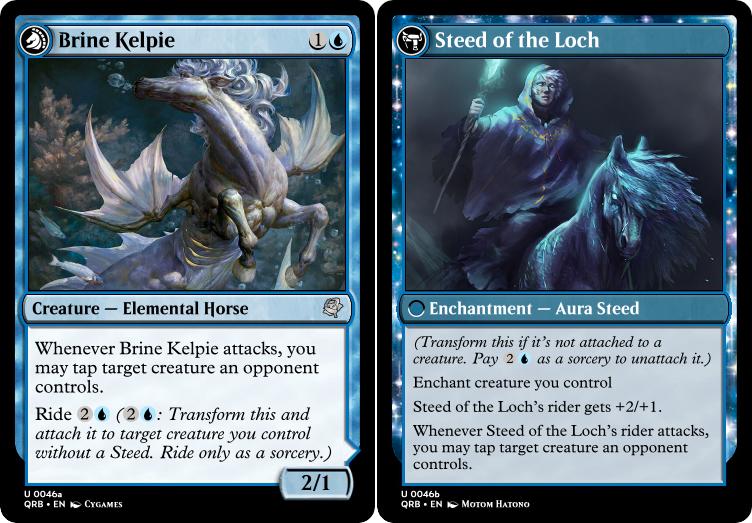 Brine Kelpie 1
Creature — Elemental Horse
Whenever Brine Kelpie attacks, you
may tap target creature an opponent
controls.
Ride 2 (2: Transform this and
attach it to target creature you control
without a Steed. Ride only as a sorcery.)
2/1
U 0046a
QRB • EN Cygames
Steed of the Loch
Enchantment — Aura Steed
(Transform this if it's not attached to a
creature. Pay 2 as a sorcery to unattach it.)
Enchant creature you control
Steed of the Loch's rider gets +2/+1.
Whenever Steed of the Loch's rider attacks,
you may tap target creature an opponent
controls.
U 0046b
QRB • EN Motom Hatono